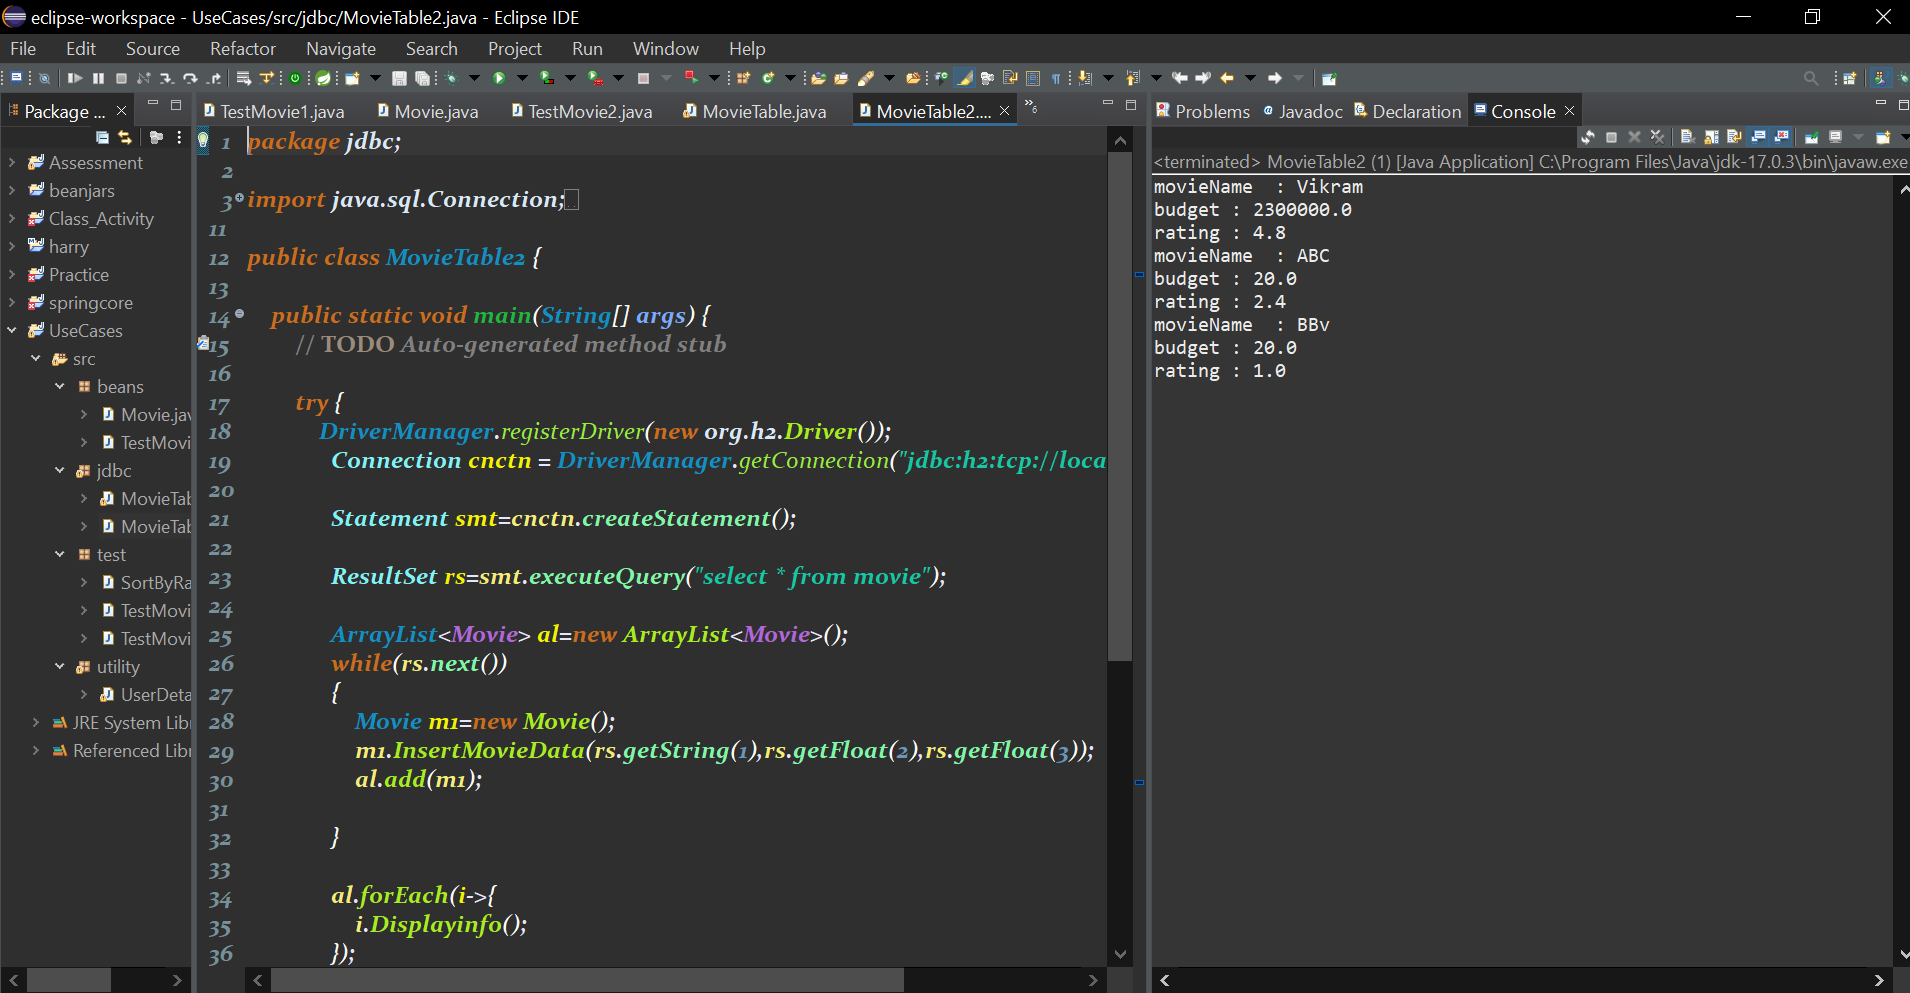 eclipse-workspace - UseCases/src/jdbc/MovieTable2.java - Eclipse IDE
File Edit Source Refactor Navigate Search Project Run Window Help
Package ...
Assessment
beanjars
Class_Activity
harry
Practice
springcore
UseCases
src
beans
Movie.jav
TestMovi
jdbc
MovieTab
MovieTab
test
SortByRa
TestMovi
TestMovi
utility
UserDeta
JRE System Libr
Referenced Libr
TestMovie1.java Movie.java TestMovie2.java MovieTable.java MovieTable2.... »6
1 package jdbc;
2
3 import java.sql.Connection;
11
12 public class MovieTable2 {
13
14 public static void main(String[] args) {
15 // TODO Auto-generated method stub
16
17 try {
18 DriverManager.registerDriver(new org.h2.Driver());
19 Connection cnctn = DriverManager.getConnection("jdbc:h2:tcp://loca
20
21 Statement smt=cnctn.createStatement();
22
23 ResultSet rs=smt.executeQuery("select * from movie");
24
25 ArrayList<Movie> al=new ArrayList<Movie>();
26 while(rs.next())
27 {
28 Movie m1=new Movie();
29 m1.InsertMovieData(rs.getString(1),rs.getFloat(2),rs.getFloat(3));
30 al.add(m1);
31
32 }
33
34 al.forEach(i->{
35 i.Displayinfo();
36 });
Problems Javadoc Declaration Console
<terminated> MovieTable2 (1) [Java Application] C:\Program Files\Java\jdk-17.0.3\bin\javaw.exe
movieName  : Vikram
budget : 2300000.0
rating : 4.8
movieName  : ABC
budget : 20.0
rating : 2.4
movieName  : BBv
budget : 20.0
rating : 1.0